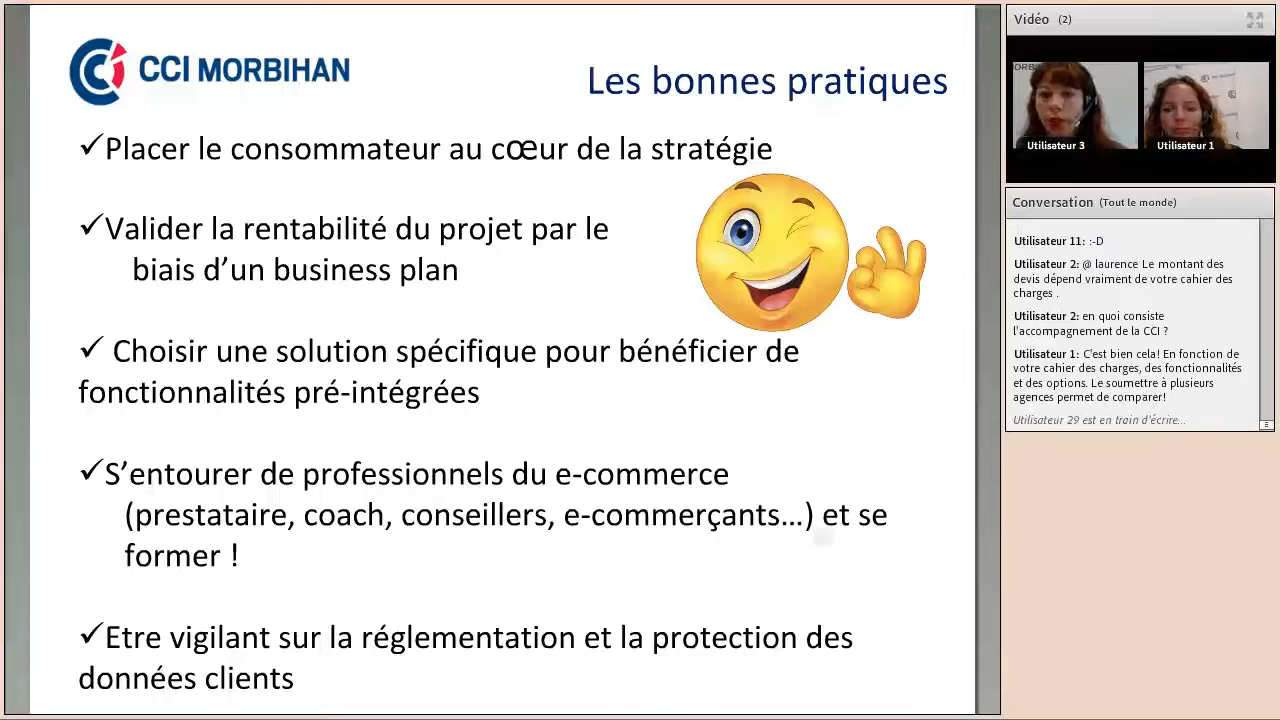 CCI MORBIHAN
Les bonnes pratiques
✓Placer le consommateur au cœur de la stratégie
✓Valider la rentabilité du projet par le
biais d’un business plan
✓ Choisir une solution spécifique pour bénéficier de
fonctionnalités pré-intégrées
✓S’entourer de professionnels du e-commerce
(prestataire, coach, conseillers, e-commerçants…) et se
former !
✓Etre vigilant sur la réglementation et la protection des
données clients
Vidéo (2)
Utilisateur 3
Utilisateur 1
Conversation (Tout le monde)
Utilisateur 11: :-D
Utilisateur 2: @ laurence Le montant des
devis dépend vraiment de votre cahier des
charges .
Utilisateur 2: en quoi consiste
l'accompagnement de la CCI ?
Utilisateur 1: C'est bien cela! En fonction de
votre cahier des charges, des fonctionnalités
et des options. Le soumettre à plusieurs
agences permet de comparer!
Utilisateur 29 est en train d'écrire...